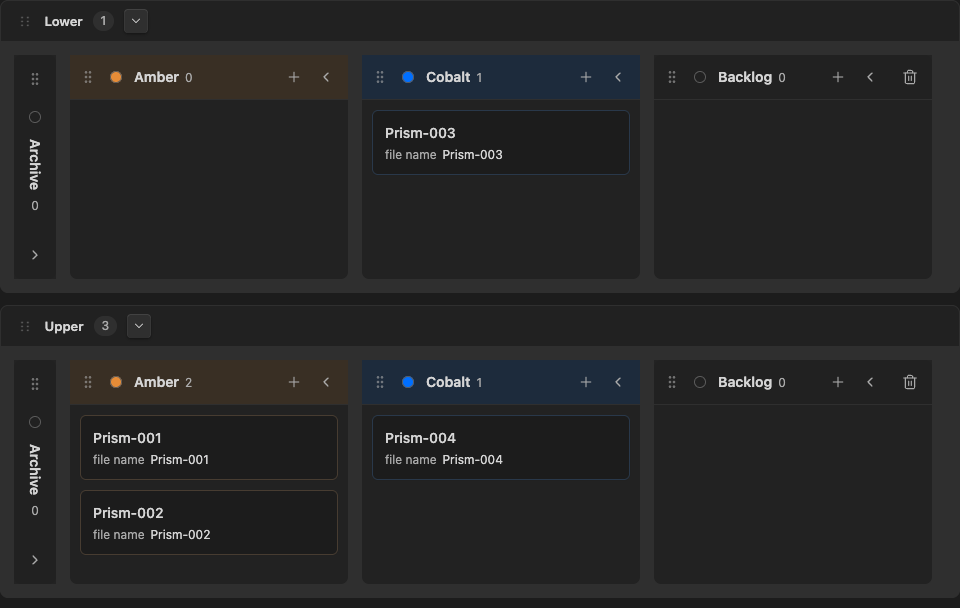 Lower 1
Archive 0
Amber 0
Cobalt 1
Prism-003
file name Prism-003
Backlog 0
Upper 3
Archive 0
Amber 2
Prism-001
file name Prism-001
Prism-002
file name Prism-002
Cobalt 1
Prism-004
file name Prism-004
Backlog 0